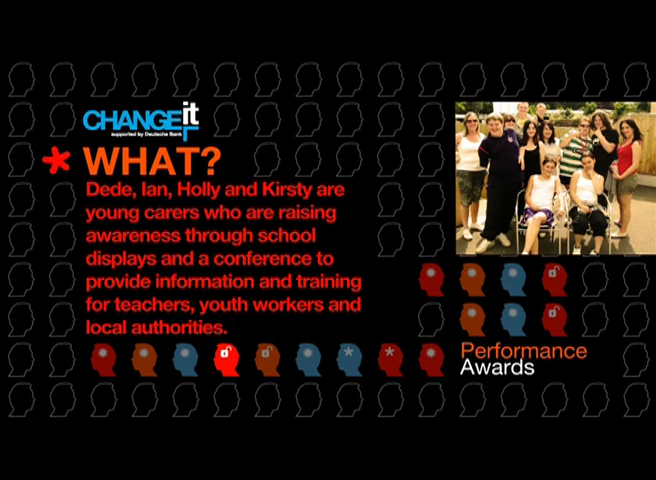 CHANGEit
supported by Deutsche Bank
* WHAT?
Dede, Ian, Holly and Kirsty are
young carers who are raising
awareness through school
displays and a conference to
provide information and training
for teachers, youth workers and
local authorities.
Performance
Awards